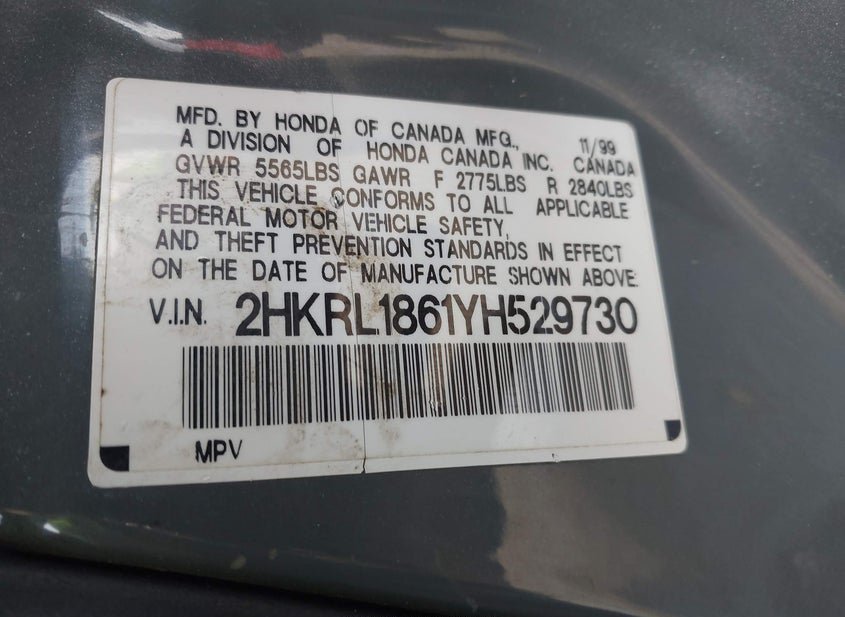 MFD. BY HONDA OF CANADA MFG., 11/99
A DIVISION OF HONDA CANADA INC. CANADA
GVWR 5565LBS GAWR F 2775LBS R 2840LBS
THIS VEHICLE CONFORMS TO ALL APPLICABLE
FEDERAL MOTOR VEHICLE SAFETY,
AND THEFT PREVENTION STANDARDS IN EFFECT
ON THE DATE OF MANUFACTURE SHOWN ABOVE.
V.I.N. 2HKRL1861YH529730
MPV